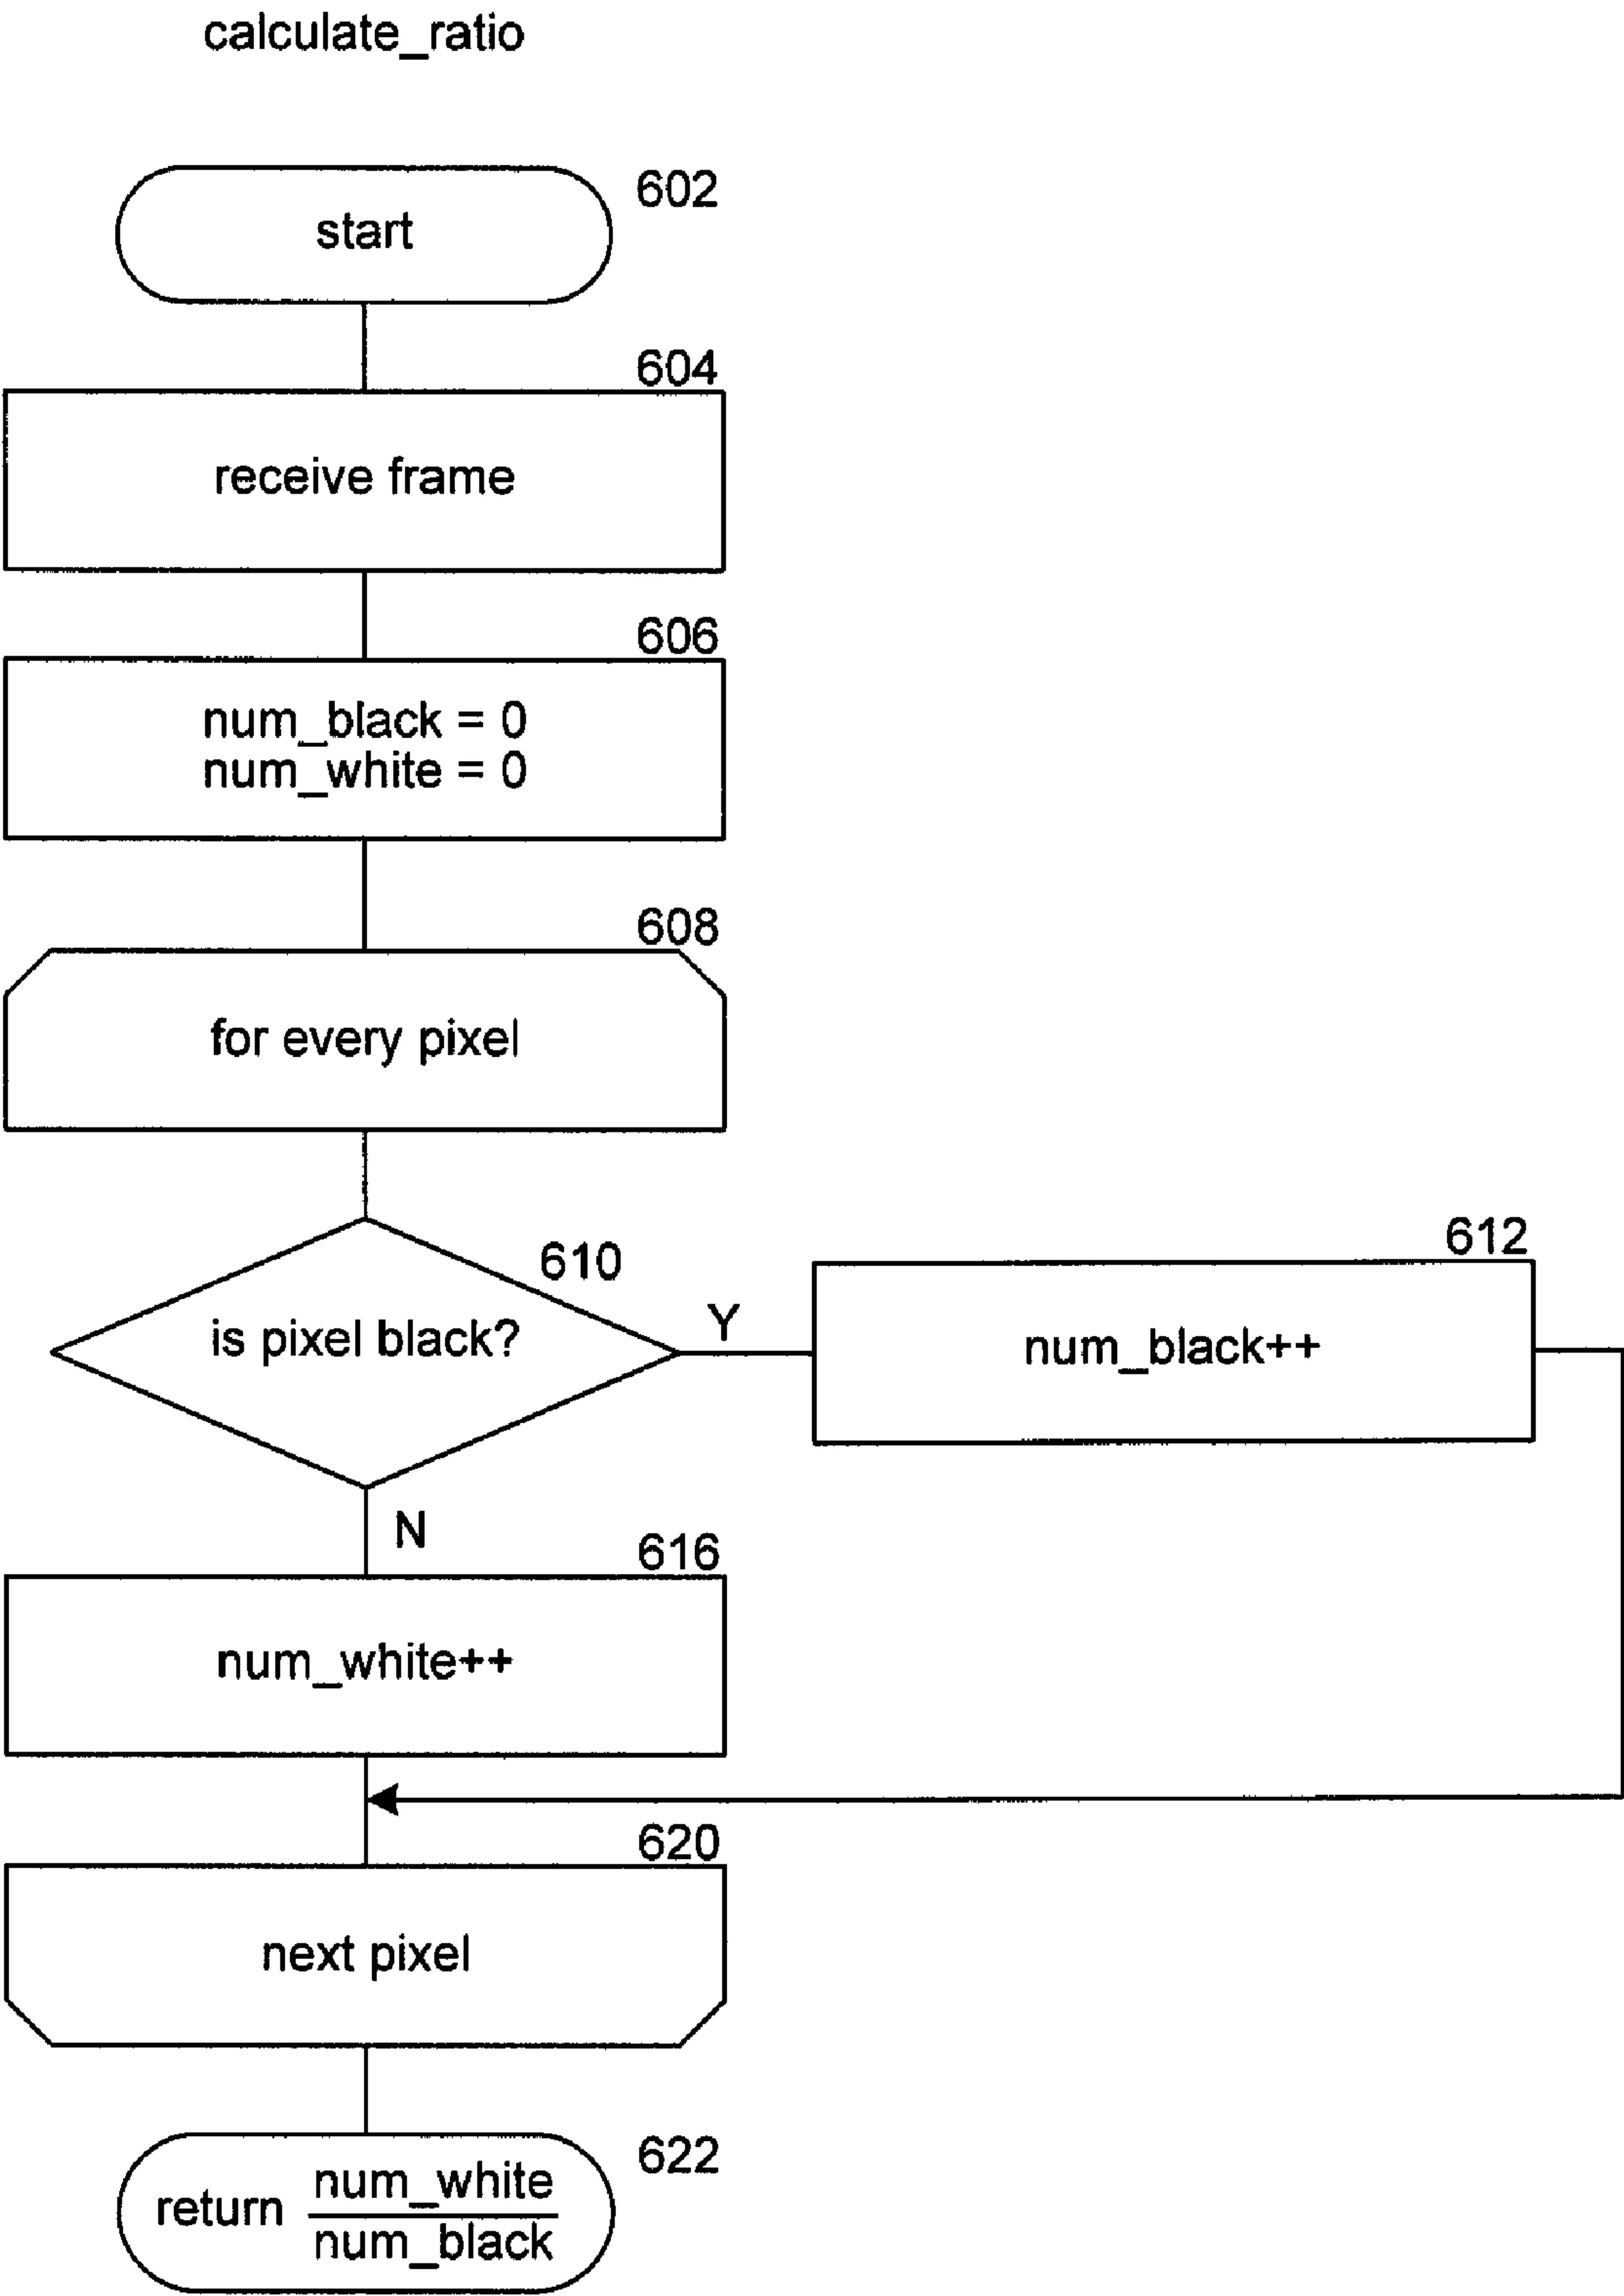 calculate_ratio
602
start
604
receive frame
606
num_black = 0
num_white = 0
608
for every pixel
610
is pixel black?
Y
612
num_black++
N
616
num_white++
620
next pixel
622
return num_white
num_black